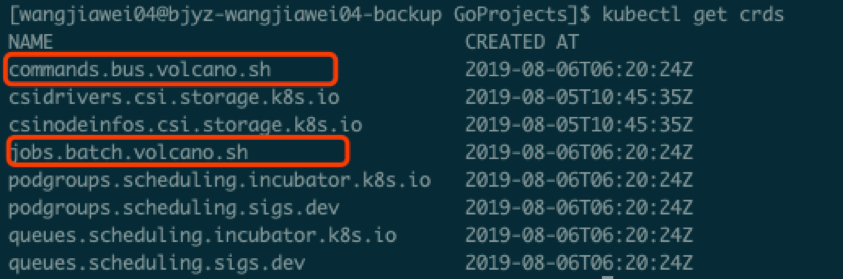 [wangjiawei04@bjyz-wangjiawei04-backup GoProjects]$ kubectl get crds
NAME CREATED AT
commands.bus.volcano.sh 2019-08-06T06:20:24Z
csidrivers.csi.storage.k8s.io 2019-08-05T10:45:35Z
csinodeinfos.csi.storage.k8s.io 2019-08-05T10:45:35Z
jobs.batch.volcano.sh 2019-08-06T06:20:24Z
podgroups.scheduling.incubator.k8s.io 2019-08-06T06:20:24Z
podgroups.scheduling.sigs.dev 2019-08-06T06:20:24Z
queues.scheduling.incubator.k8s.io 2019-08-06T06:20:24Z
queues.scheduling.sigs.dev 2019-08-06T06:20:24Z